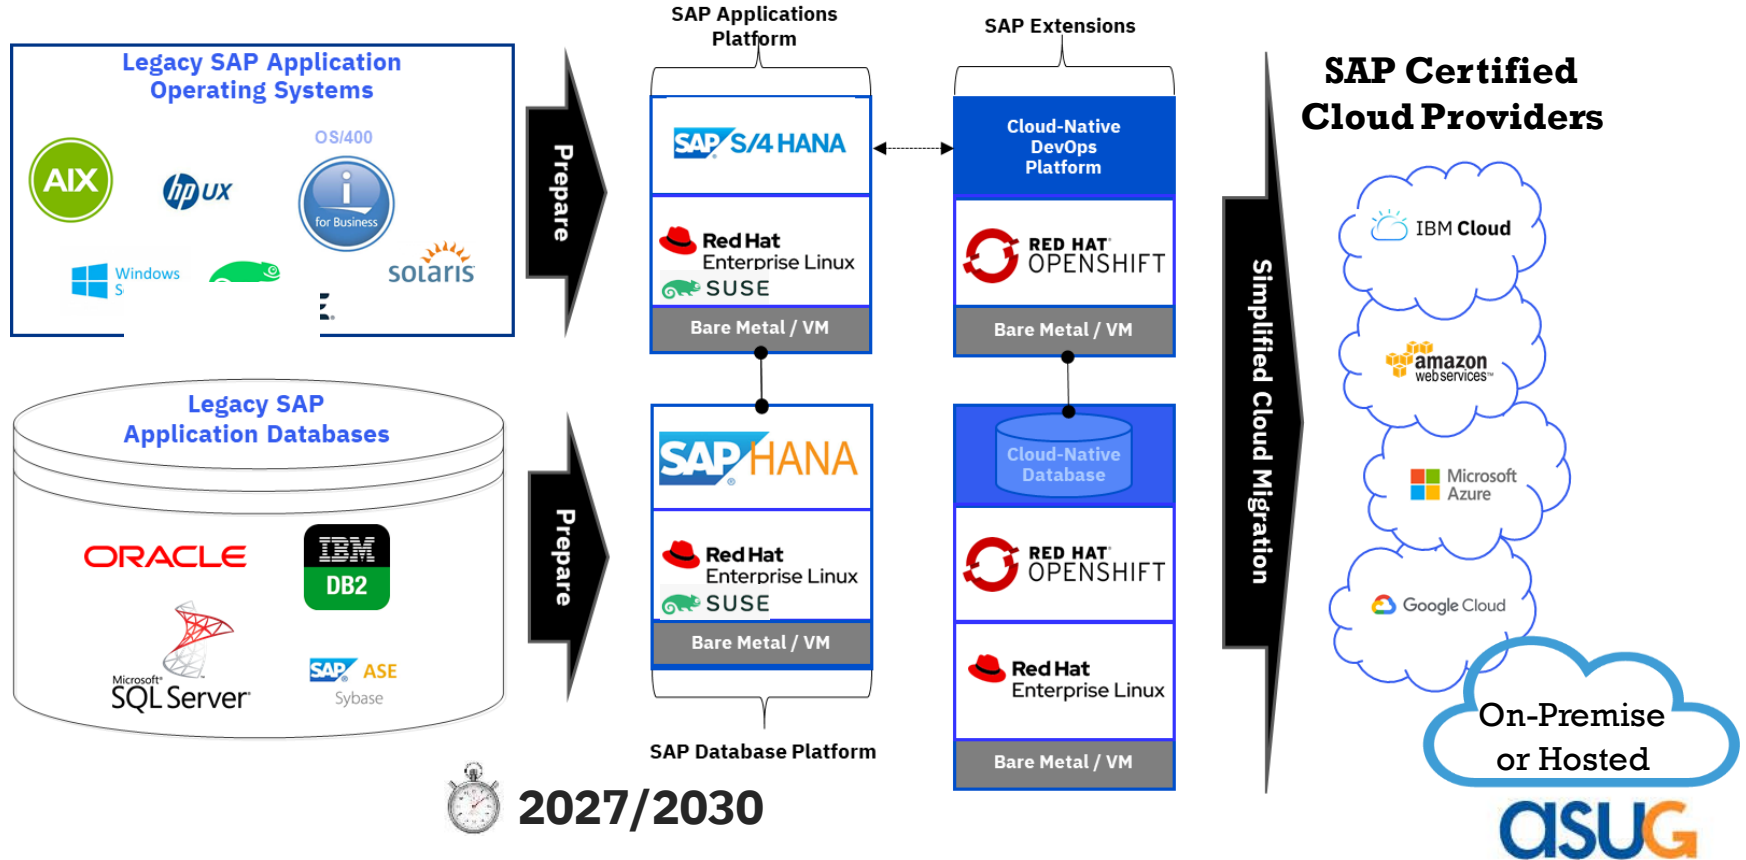 Legacy SAP Application
Operating Systems
OS/400
AIX
hp UX
i
for Business
Windows
S
solaris
Legacy SAP
Application Databases
ORACLE
IBM
DB2
Microsoft®
SQL Server®
SAP® ASE
Sybase
Prepare
Prepare
SAP Applications
Platform
SAP S/4HANA
Red Hat
Enterprise Linux
SUSE
Bare Metal / VM
SAP® HANA
Red Hat
Enterprise Linux
SUSE
Bare Metal / VM
SAP Database Platform
SAP Extensions
Cloud-Native
DevOps
Platform
RED HAT®
OPENSHIFT
Bare Metal / VM
Cloud-Native
Database
RED HAT®
OPENSHIFT
Red Hat
Enterprise Linux
Bare Metal / VM
Simplified Cloud Migration
SAP Certified
Cloud Providers
IBM Cloud
amazon
webservices™
Microsoft
Azure
Google Cloud
On-Premise
or Hosted
2027/2030
asug